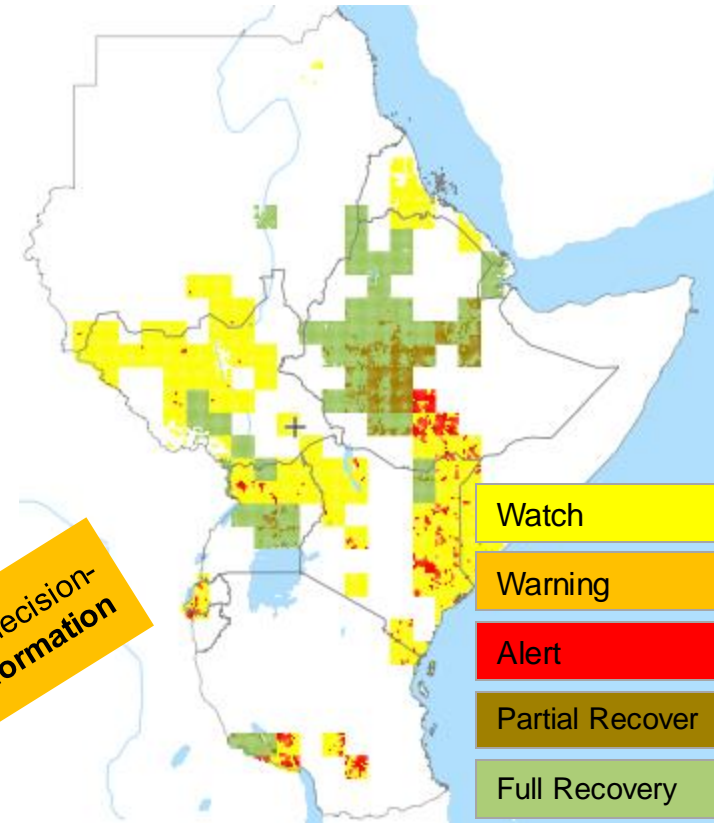 ecision-
ormation
Watch
Warning
Alert
Partial Recover
Full Recovery